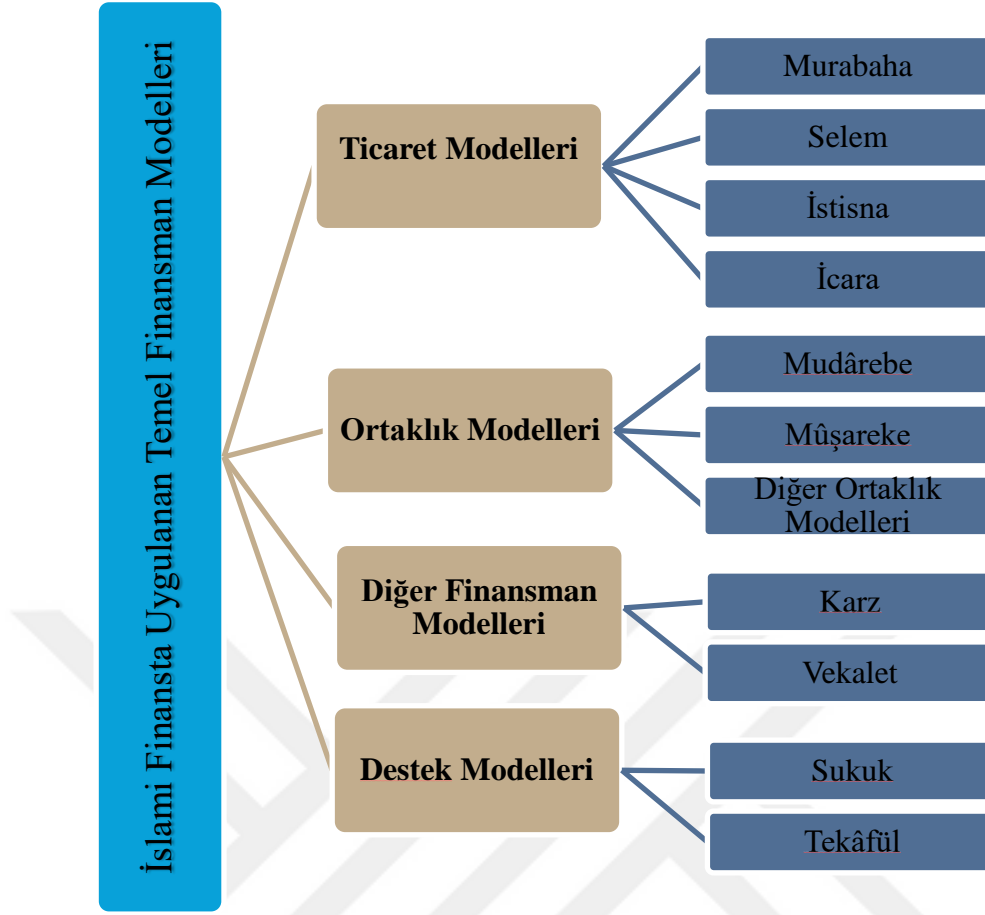 İslami Finansta Uygulanan Temel Finansman Modelleri
Ticaret Modelleri
Murabaha
Selem
İstisna
İcara
Ortaklık Modelleri
Mudârebe
Mûşareke
Diğer Ortaklık
Modelleri
Diğer Finansman
Modelleri
Karz
Vekalet
Destek Modelleri
Sukuk
Tekâfül